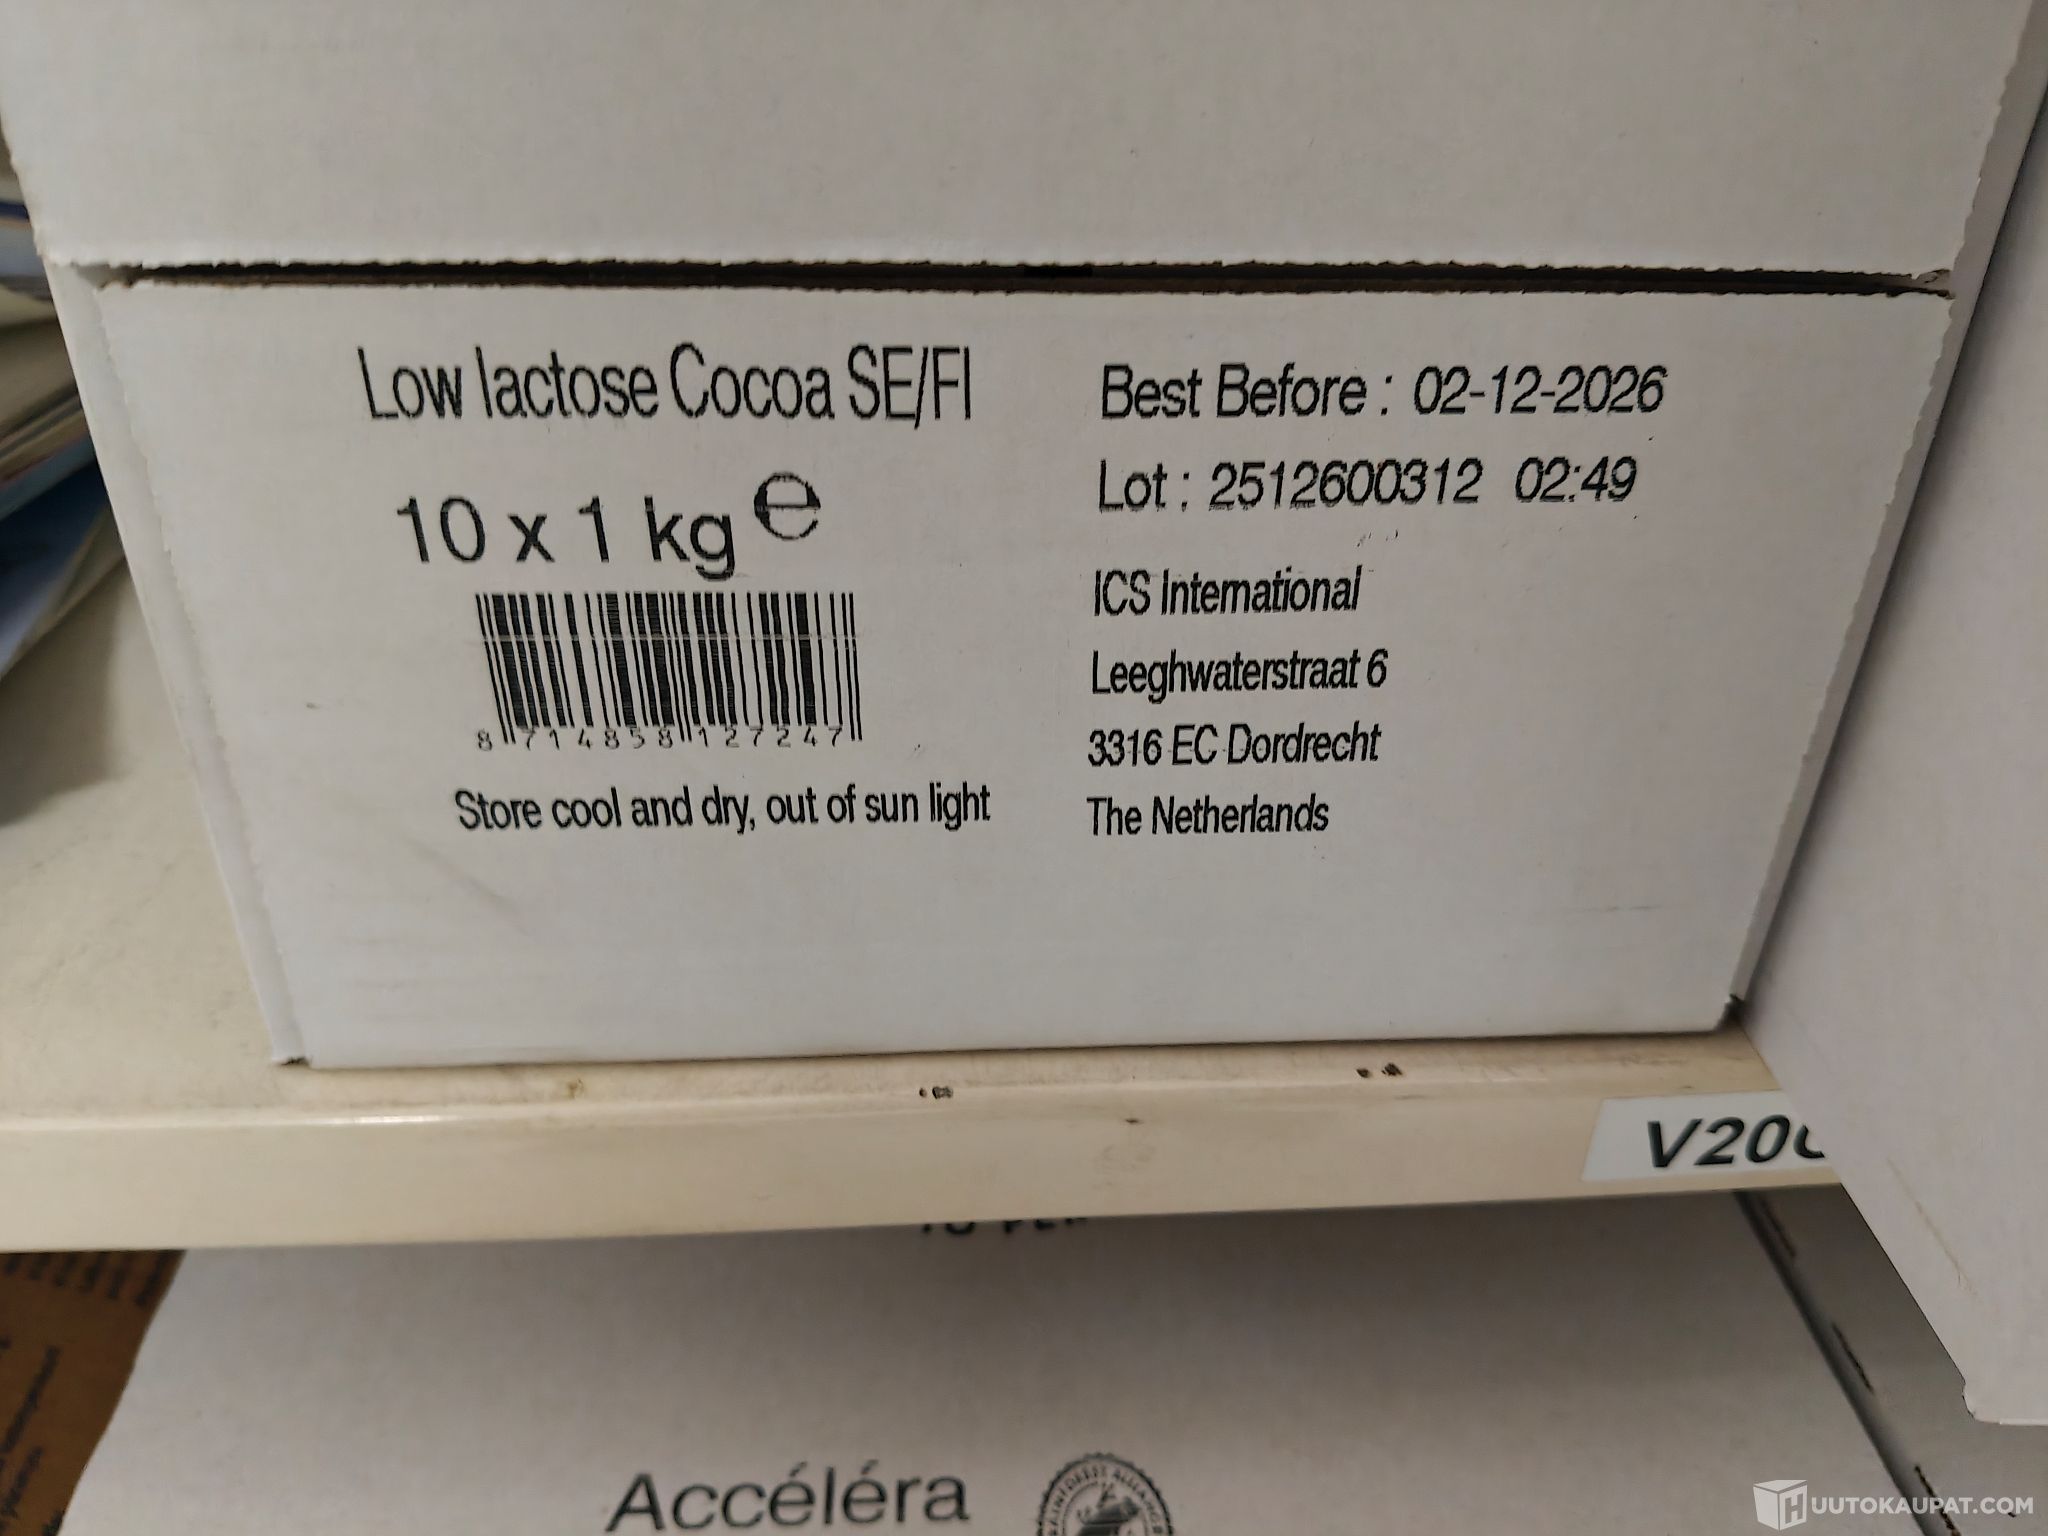 Low lactose Cocoa SE/FI
10 x 1 kg e
8 714858 127247
Store cool and dry, out of sun light
Best Before : 02-12-2026
Lot : 2512600312 02:49
ICS International
Leeghwaterstraat 6
3316 EC Dordrecht
The Netherlands
Accéléra
HUUTOKAUPAT.COM